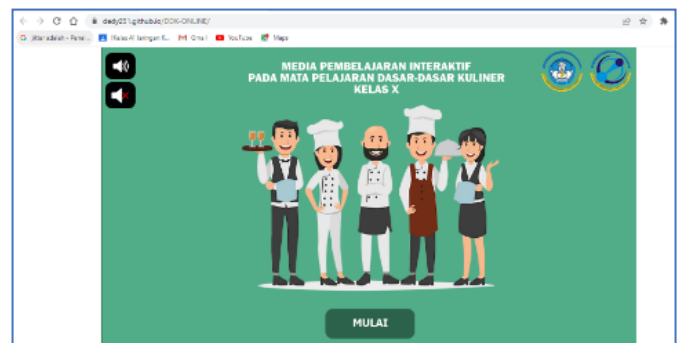 dedy231.github.io/DDK-ONLINE/
YouTube
Maps
MEDIA PEMBELAJARAN INTERAKTIF
PADA MATA PELAJARAN DASAR-DASAR KULINER
KELAS X
MULAI